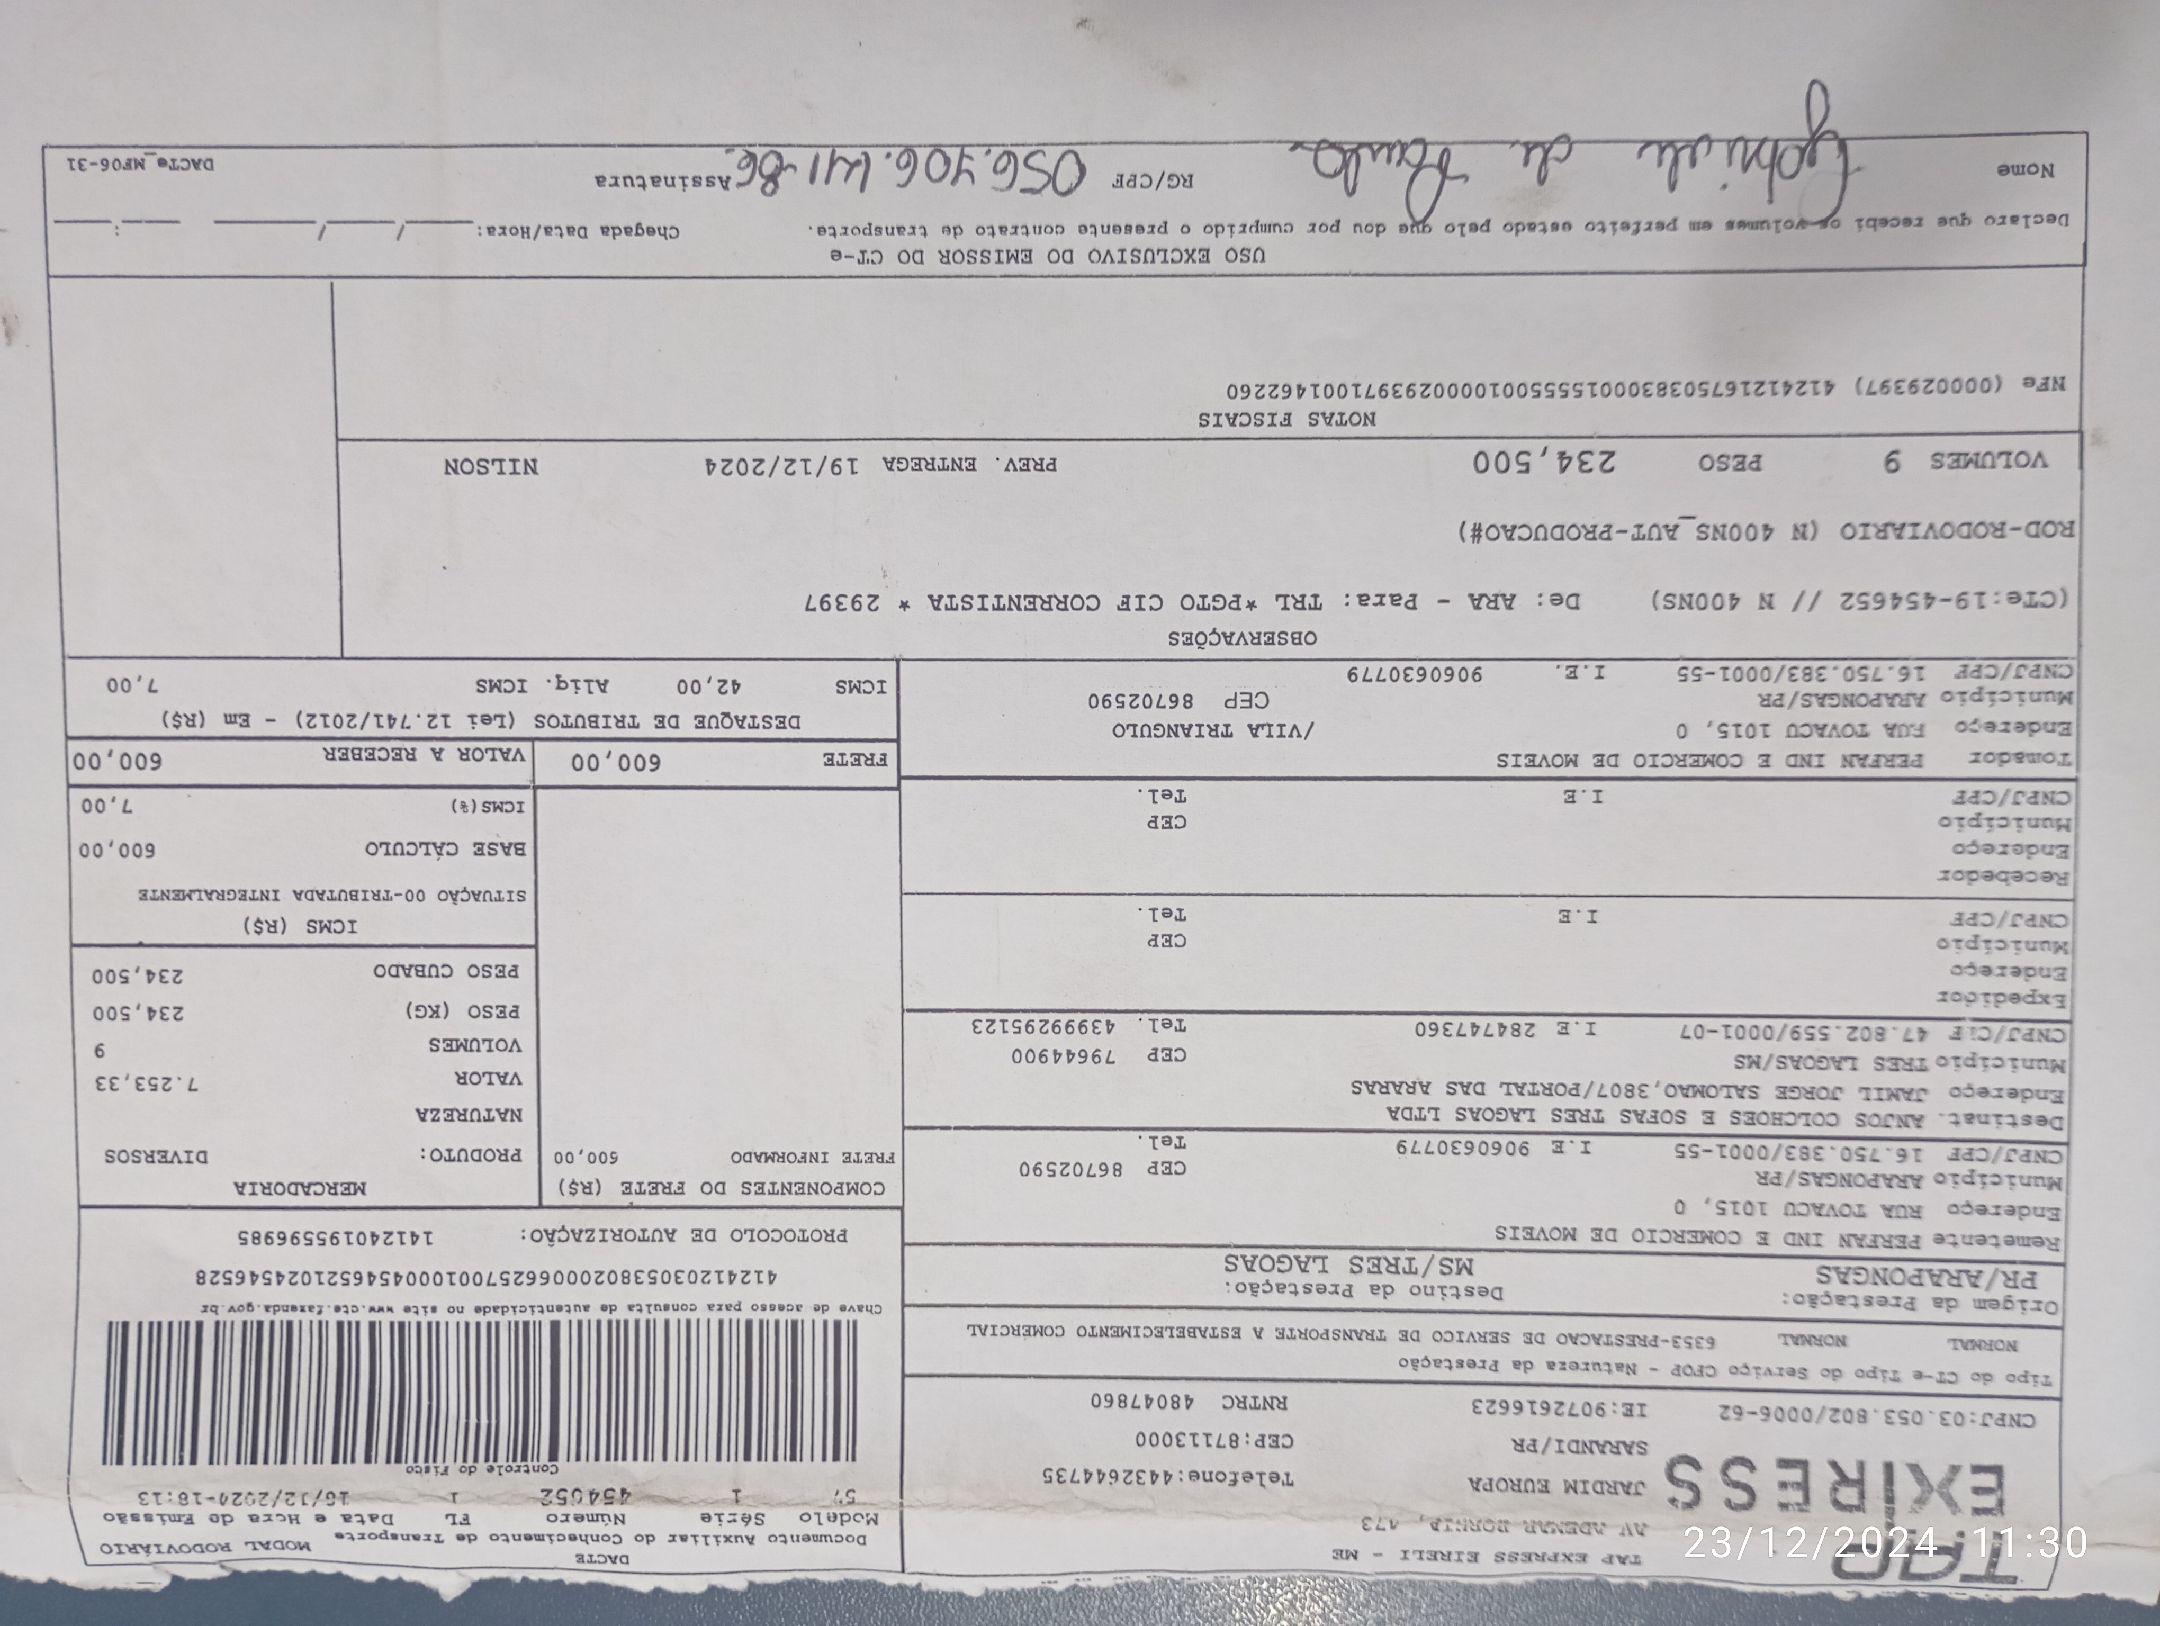 TAP
EXPRESS
TAP EXPRESS EIRELI - ME
AV ADEMAR BORNIA, 473
JARDIM EUROPA Telefone:4432644735
SARANDI/PR CEP:87113000
CNPJ:03.053.802/0006-62 IE:9072616623 RNTRC 48047860
DACTE
Documento Auxiliar do Conhecimento de Transporte MODAL RODOVIÁRIO
Modelo Série Número FL Data e Hora de Emissão
57 1 454652 1 16/12/2024-18:13
Controle do Fisco
Chave de acesso para consulta de autenticidade no site www.cte.fazenda.gov.br
41241203053802000662570010004546521024546528
PROTOCOLO DE AUTORIZAÇÃO: 141240195596985
Tipo do CT-e Tipo do Serviço CFOP - Natureza da Prestação
NORMAL NORMAL 6353-PRESTACAO DE SERVICO DE TRANSPORTE A ESTABELECIMENTO COMERCIAL
Origem da Prestação: Destino da Prestação:
PR/ARAPONGAS MS/TRES LAGOAS
Remetente PERFAN IND E COMERCIO DE MOVEIS
Endereço RUA TOVACU 1015, 0
Município ARAPONGAS/PR CEP 86702590
CNPJ/CPF 16.750.383/0001-55 I.E 9060630779 Tel.
Destinat. ANJOS COLCHOES E SOFAS TRES LAGOAS LTDA
Endereço JAMIL JORGE SALOMAO,3807/PORTAL DAS ARARAS
Município TRES LAGOAS/MS CEP 79644900
CNPJ/CPF 47.802.559/0001-07 I.E 284747360 Tel. 43999295123
Expedidor
Endereço
Município CEP
CNPJ/CPF I.E Tel.
Recebedor
Endereço
Município CEP
CNPJ/CPF I.E Tel.
Tomador PERFAN IND E COMERCIO DE MOVEIS
Endereço RUA TOVACU 1015, 0 /VILA TRIANGULO
Município ARAPONGAS/PR CEP 86702590
CNPJ/CPF 16.750.383/0001-55 I.E. 9060630779
COMPONENTES DO FRETE (R$)
FRETE INFORMADO 600,00
MERCADORIA
PRODUTO: DIVERSOS
NATUREZA
VALOR 7.253,33
VOLUMES 9
PESO (KG) 234,500
PESO CUBADO 234,500
ICMS (R$)
SITUAÇÃO 00-TRIBUTADA INTEGRALMENTE
BASE CÁLCULO 600,00
ICMS(%) 7,00
FRETE 600,00 VALOR A RECEBER 600,00
DESTAQUE DE TRIBUTOS (Lei 12.741/2012) - Em (R$)
ICMS 42,00 Aliq. ICMS 7,00
OBSERVAÇÕES
(CTe:19-454652 // N 400NS) De: ARA - Para: TRL *PGTO CIF CORRENTISTA * 29397
ROD-RODOVIARIO (N 400NS_AUT-PRODUCAO#)
VOLUMES 9 PESO 234,500 PREV. ENTREGA 19/12/2024 NILSON
NOTAS FISCAIS
NFe (000029397) 41241216750383000155550010000293971001462260
USO EXCLUSIVO DO EMISSOR DO CT-e
Declaro que recebi os volumes em perfeito estado pelo que dou por cumprido o presente contrato de transporte. Chegada Data/Hora: ___/___/___ __:__
Nome de Paula RG/CPF 056.406.141-86 Assinatura DACTe_MF06-31
23/12/2024 11:30